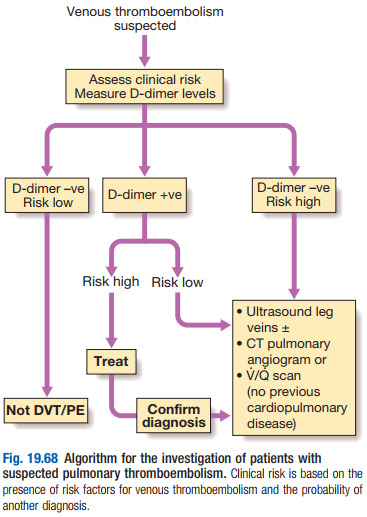 Venous thromboembolism
suspected
Assess clinical risk
Measure D-dimer levels
D-dimer –ve
Risk low
D-dimer +ve
D-dimer –ve
Risk high
Risk high
Risk low
Treat
• Ultrasound leg
veins ±
• CT pulmonary
angiogram or
• V̇/Q̇ scan
(no previous
cardiopulmonary
disease)
Not DVT/PE
Confirm
diagnosis
Fig. 19.68 Algorithm for the investigation of patients with
suspected pulmonary thromboembolism. Clinical risk is based on the
presence of risk factors for venous thromboembolism and the probability of
another diagnosis.